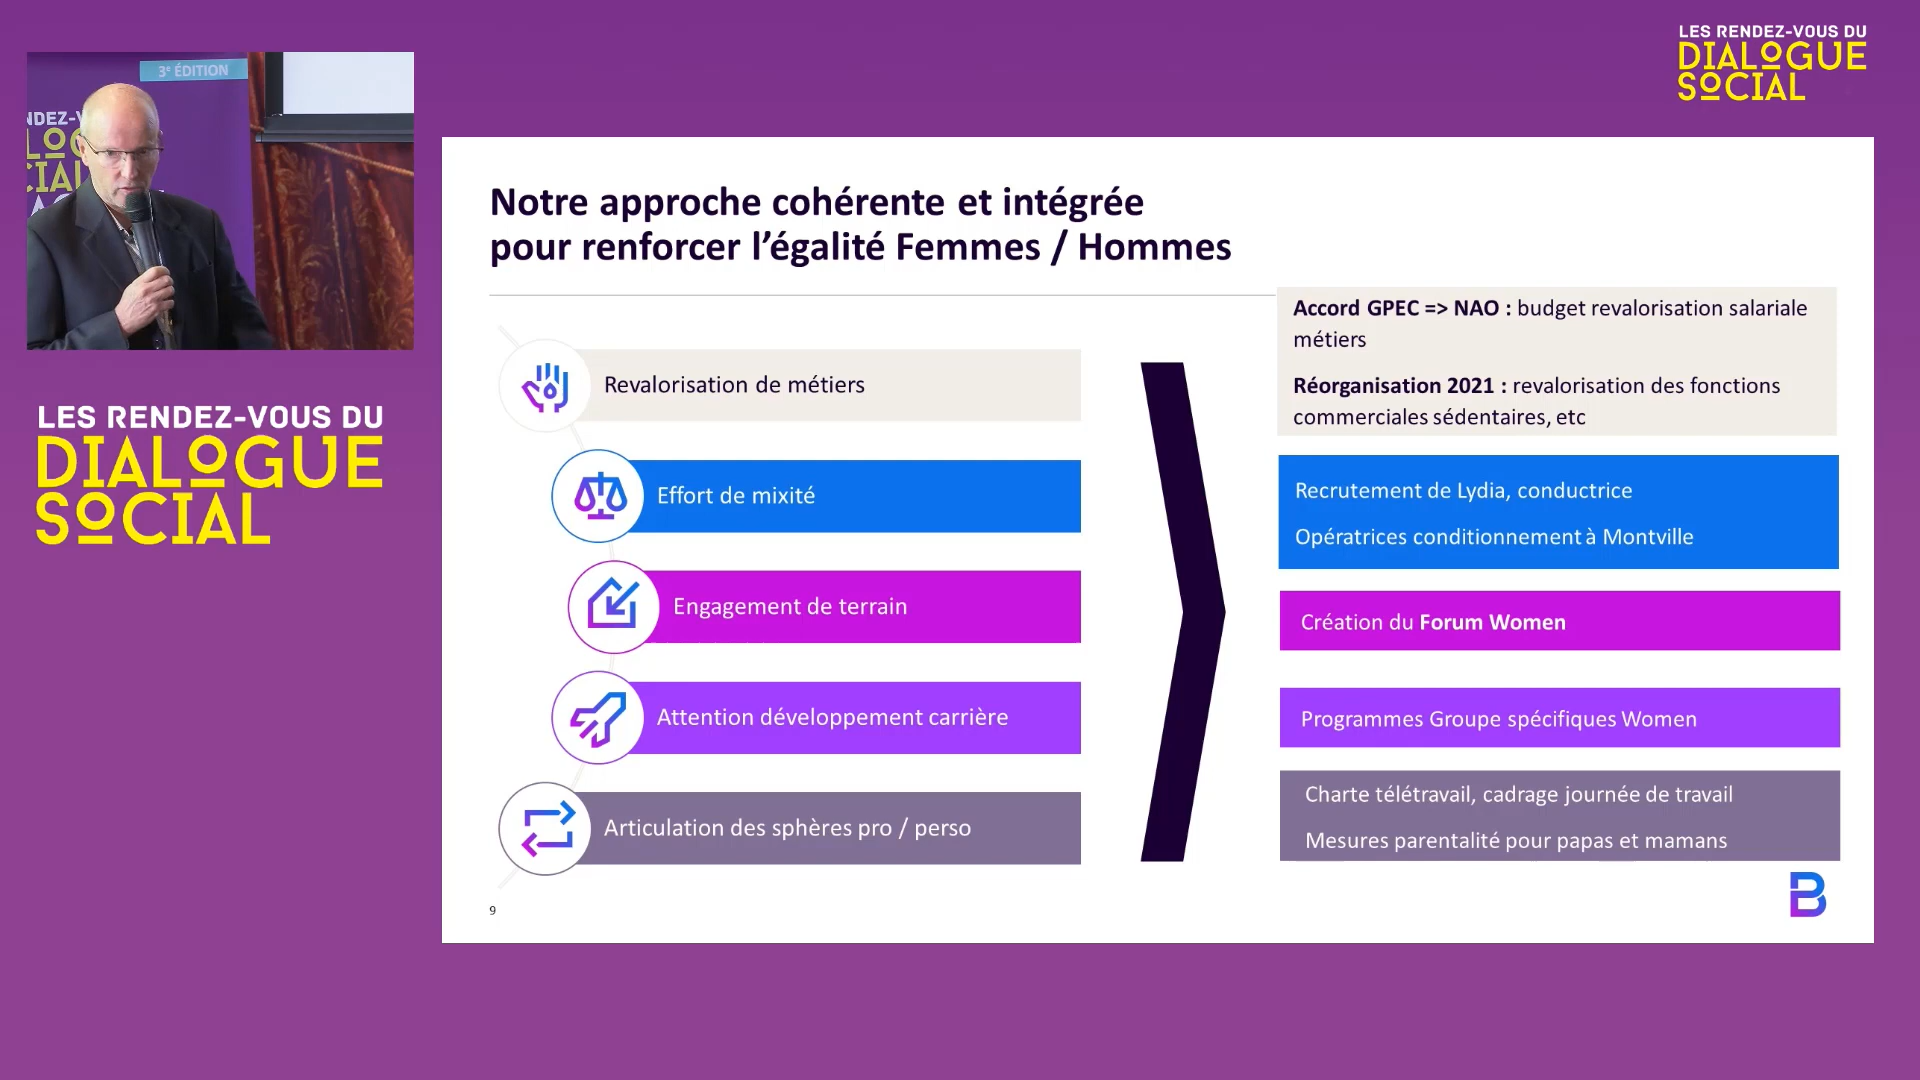 LES RENDEZ-VOUS DU
DIALOGUE
SOCIAL
3e ÉDITION
NDEZ-V
LOG
CIAL
LES RENDEZ-VOUS DU
DIALOGUE
SOCIAL
Notre approche cohérente et intégrée
pour renforcer l’égalité Femmes / Hommes
Revalorisation de métiers
Effort de mixité
Engagement de terrain
Attention développement carrière
Articulation des sphères pro / perso
Accord GPEC => NAO : budget revalorisation salariale
métiers
Réorganisation 2021 : revalorisation des fonctions
commerciales sédentaires, etc
Recrutement de Lydia, conductrice
Opératrices conditionnement à Montville
Création du Forum Women
Programmes Groupe spécifiques Women
Charte télétravail, cadrage journée de travail
Mesures parentalité pour papas et mamans
9
B